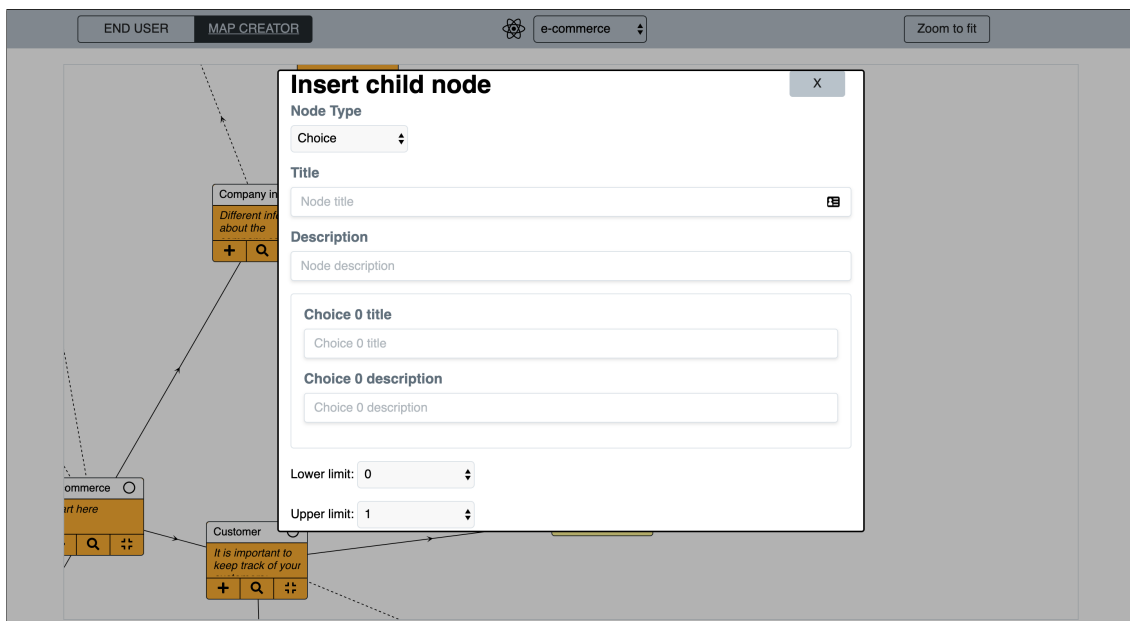 END USER
MAP CREATOR
e-commerce
Zoom to fit
Insert child node
X
Node Type
Choice
Title
Node title
Description
Node description
Choice 0 title
Choice 0 title
Choice 0 description
Choice 0 description
Lower limit: 0
Upper limit: 1
Company in
Different inf
about the
ommerce
art here
Customer
It is important to
keep track of your